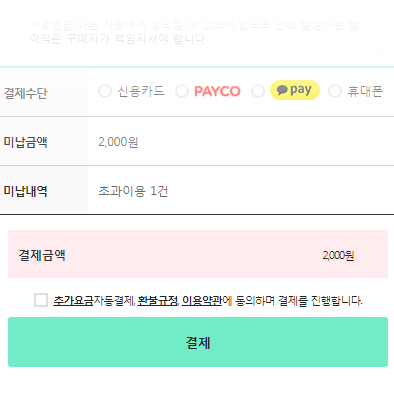 이용권을 다른 사람에게 양도할 수 없으며,양도로 인해 발생하는 불
이익은 구매자가 책임지셔야 합니다.
결제수단 신용카드 PAYCO pay 휴대폰
미납금액 2,000원
미납내역 초과이용 1건
결제금액 2,000원
추가요금자동결제, 환불규정, 이용약관에 동의하며 결제를 진행합니다.
결제